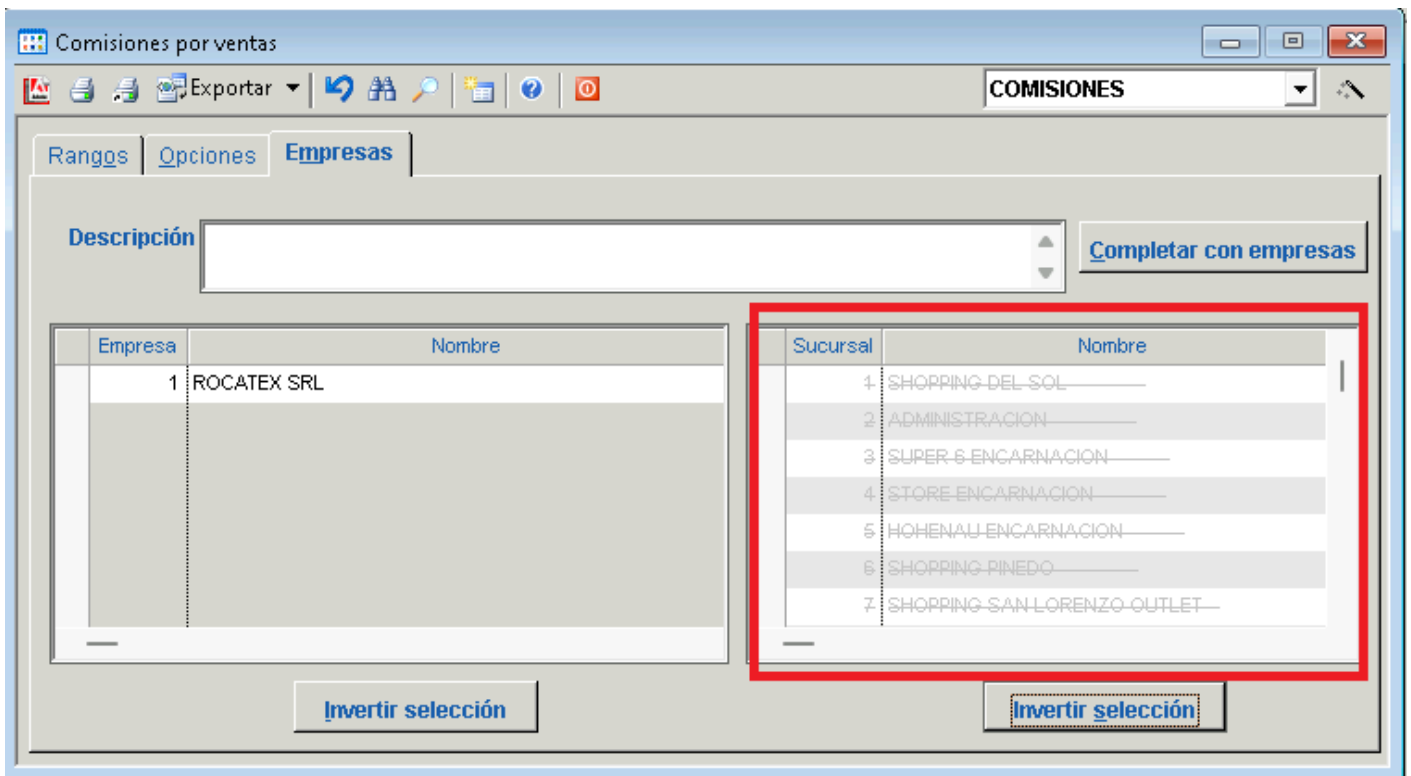 Comisiones por ventas
Exportar
COMISIONES
Rangos Opciones Empresas
Descripción
Completar con empresas
Empresa Nombre
1 ROCATEX SRL
Sucursal Nombre
1 SHOPPING DEL SOL
2 ADMINISTRACION
3 SUPER 6 ENCARNACION
4 STORE ENCARNACION
5 HOHENAU ENCARNACION
6 SHOPPING PINEDO
7 SHOPPING SAN LORENZO OUTLET
Invertir selección
Invertir selección